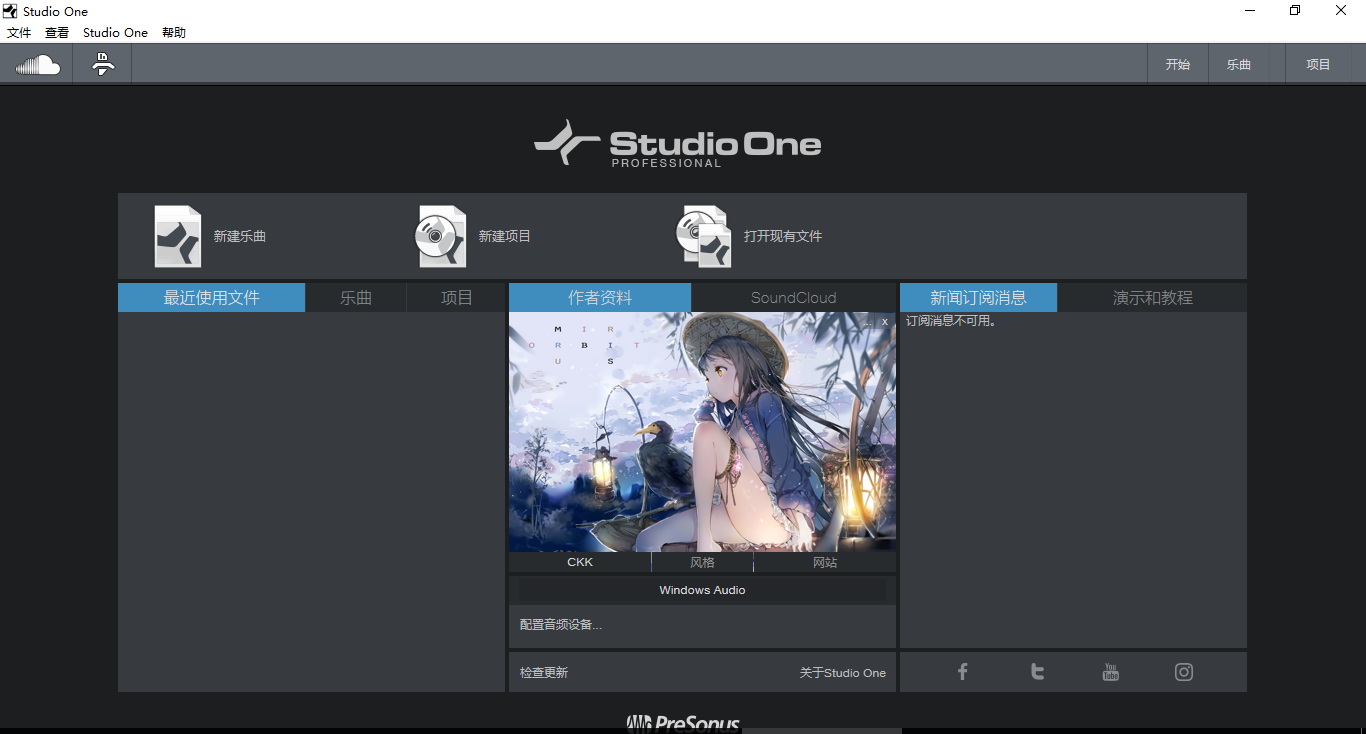 Studio One
文件 查看 Studio One 帮助
开始 乐曲 项目
Studio One
PROFESSIONAL
新建乐曲 新建项目 打开现有文件
最近使用文件 乐曲 项目 作者资料 SoundCloud 新闻订阅消息 演示和教程
... x
订阅消息不可用。
M I R
O R B I T
U S
CKK 风格 网站
Windows Audio
配置音频设备...
检查更新 关于Studio One
You Tube
PreSonus